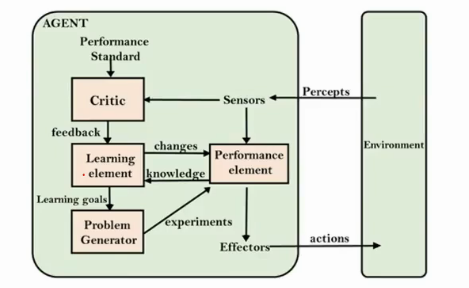 AGENT
Performance
Standard
Critic
Sensors
Percepts
feedback
changes
Learning
. element
Performance
element
Environment
knowledge
Learning goals
Problem
Generator
experiments
Effectors
actions